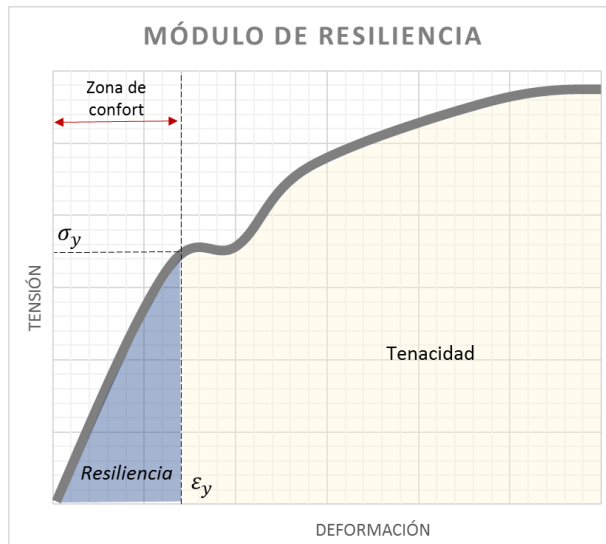 MÓDULO DE RESILIENCIA
Zona de
confort
σy
TENSIÓN
Tenacidad
Resiliencia
εy
DEFORMACIÓN